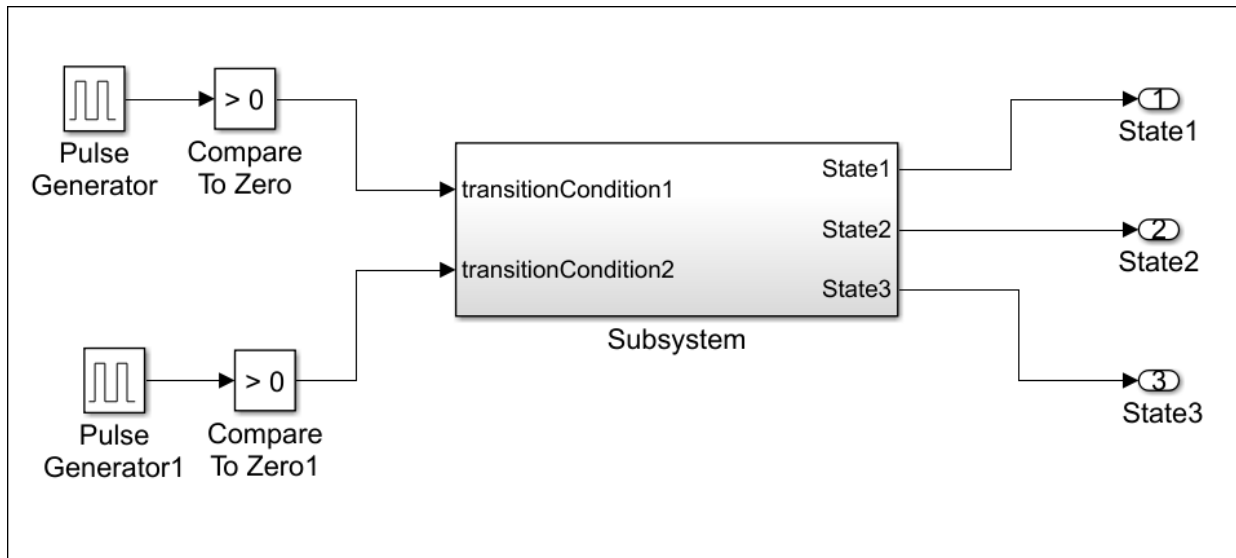 > 0
Pulse
Generator
Compare
To Zero
transitionCondition1
transitionCondition2
State1
State2
State3
Subsystem
1
State1
2
State2
3
State3
> 0
Pulse
Generator1
Compare
To Zero1